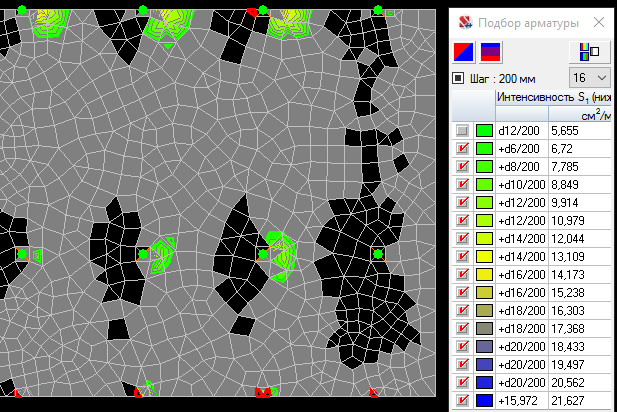 Подбор арматуры
Шаг : 200 мм
16
Интенсивность S1 (ниж
см2/м
d12/200 5,655
+d6/200 6,72
+d8/200 7,785
+d10/200 8,849
+d12/200 9,914
+d12/200 10,979
+d14/200 12,044
+d14/200 13,109
+d16/200 14,173
+d16/200 15,238
+d18/200 16,303
+d18/200 17,368
+d20/200 18,433
+d20/200 19,497
+d20/200 20,562
+15,972 21,627